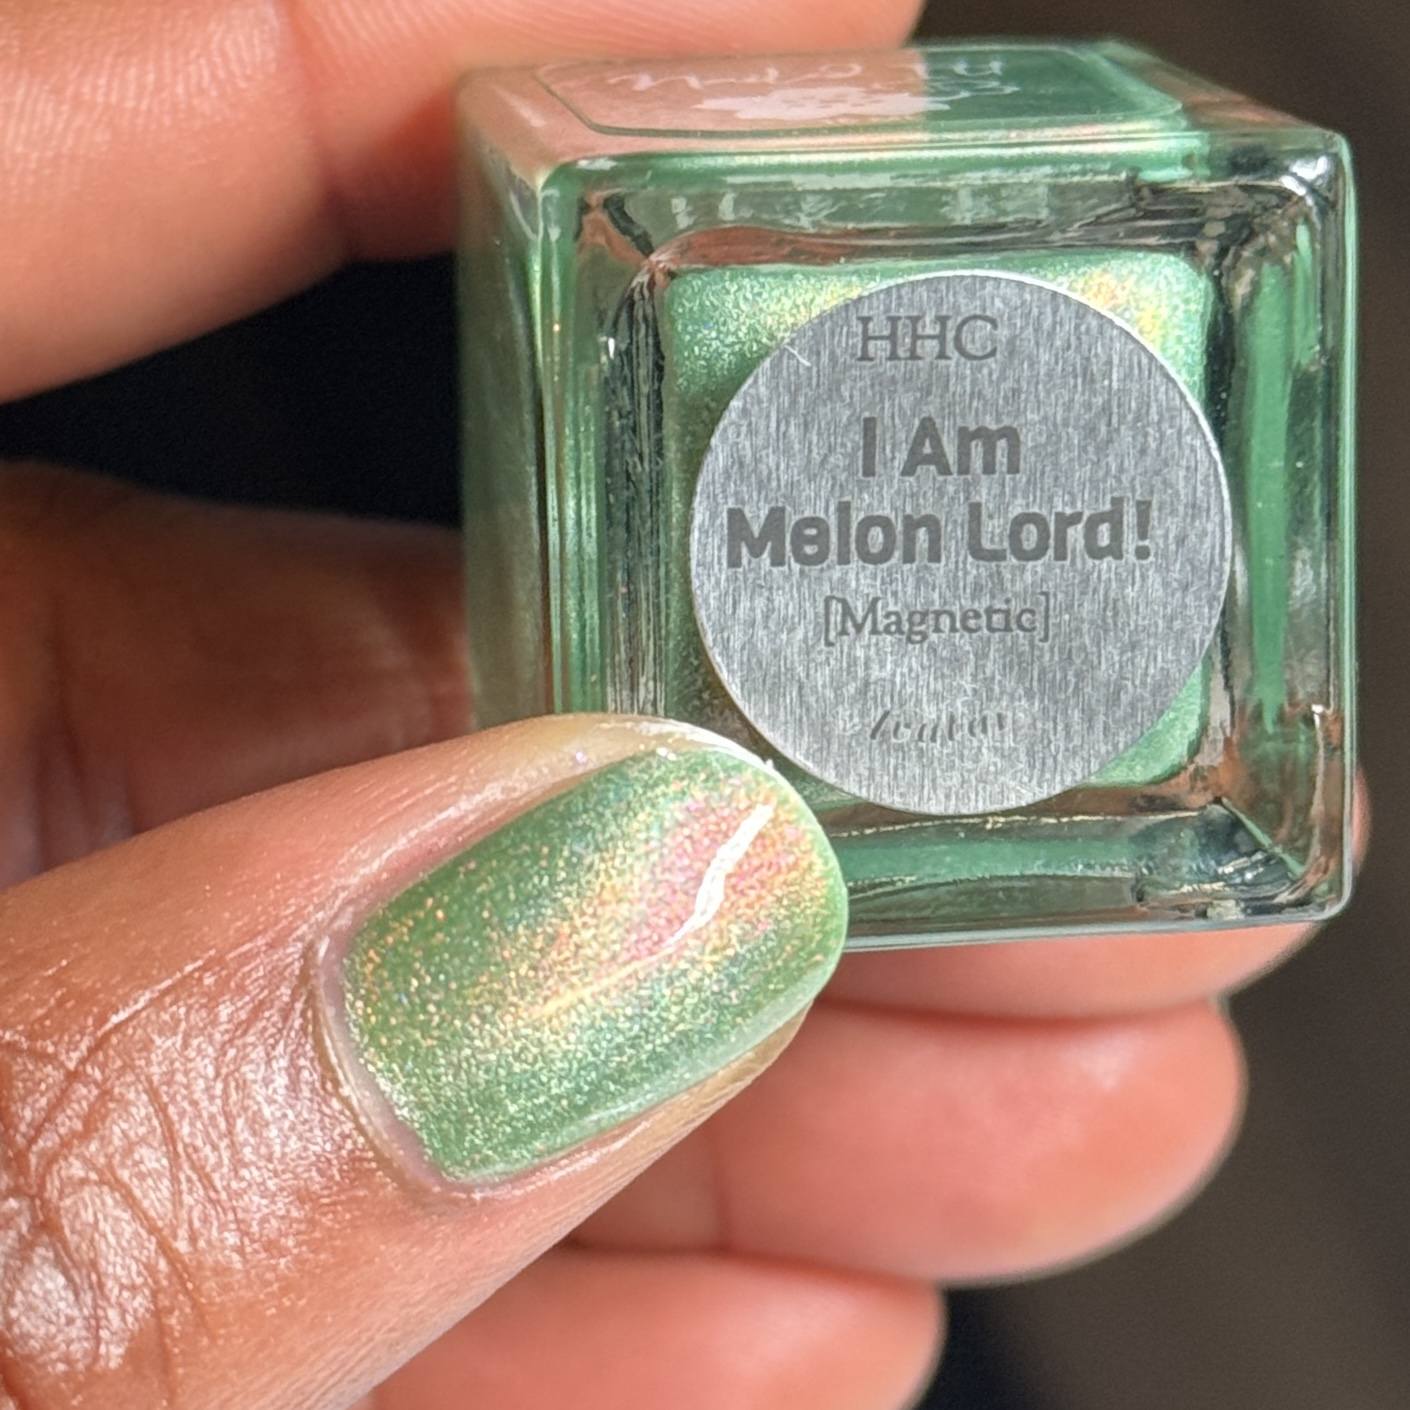 HHC
I Am
Melon Lord!
[Magnetic]